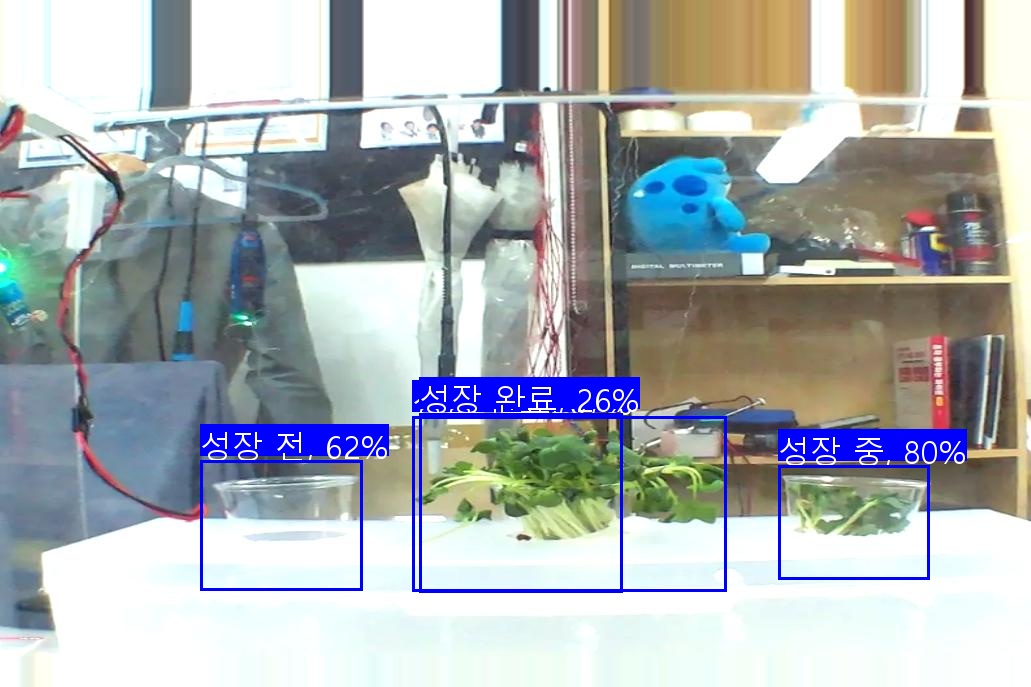 DIGITAL MULTIMETER
성장 완료, 26%
성장 전, 62%
성장 중, 80%